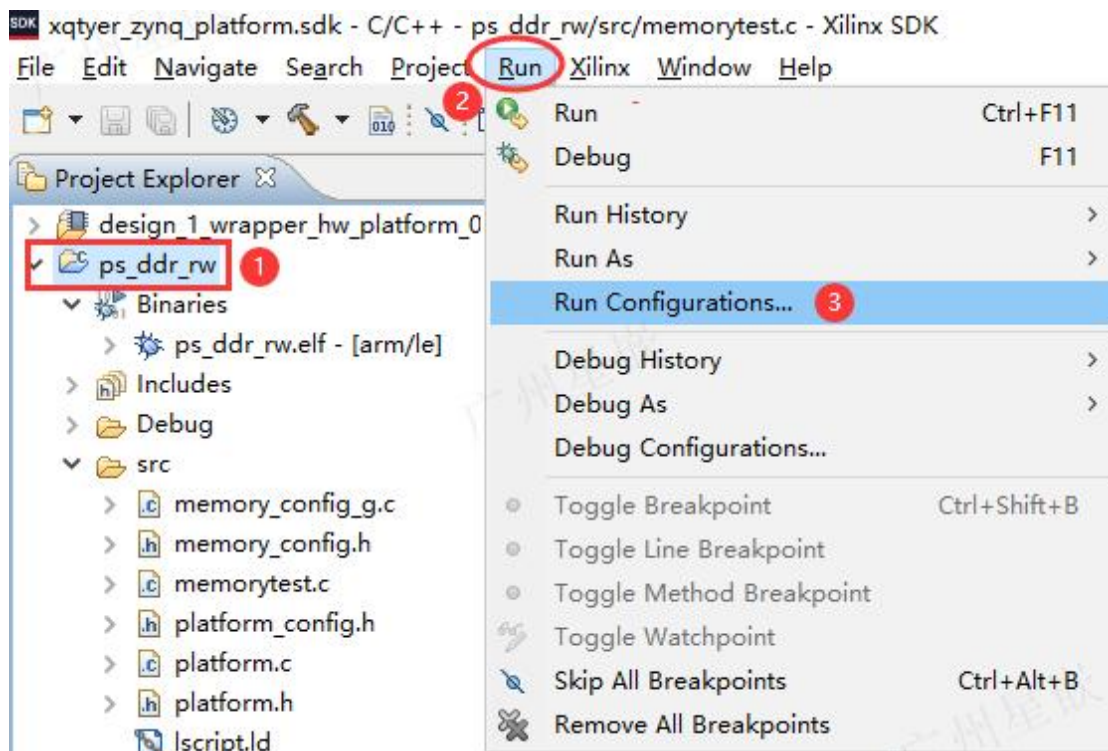 SDK xqtyer_zynq_platform.sdk - C/C++ - ps_ddr_rw/src/memorytest.c - Xilinx SDK
File Edit Navigate Search Project Run Xilinx Window Help
2
010
Project Explorer
design_1_wrapper_hw_platform_0
ps_ddr_rw 1
Binaries
ps_ddr_rw.elf - [arm/le]
Includes
Debug
src
memory_config_g.c
memory_config.h
memorytest.c
platform_config.h
platform.c
platform.h
lscript.ld
Run Ctrl+F11
Debug F11
Run History
Run As
Run Configurations... 3
Debug History
Debug As
Debug Configurations...
Toggle Breakpoint Ctrl+Shift+B
Toggle Line Breakpoint
Toggle Method Breakpoint
Toggle Watchpoint
Skip All Breakpoints Ctrl+Alt+B
Remove All Breakpoints